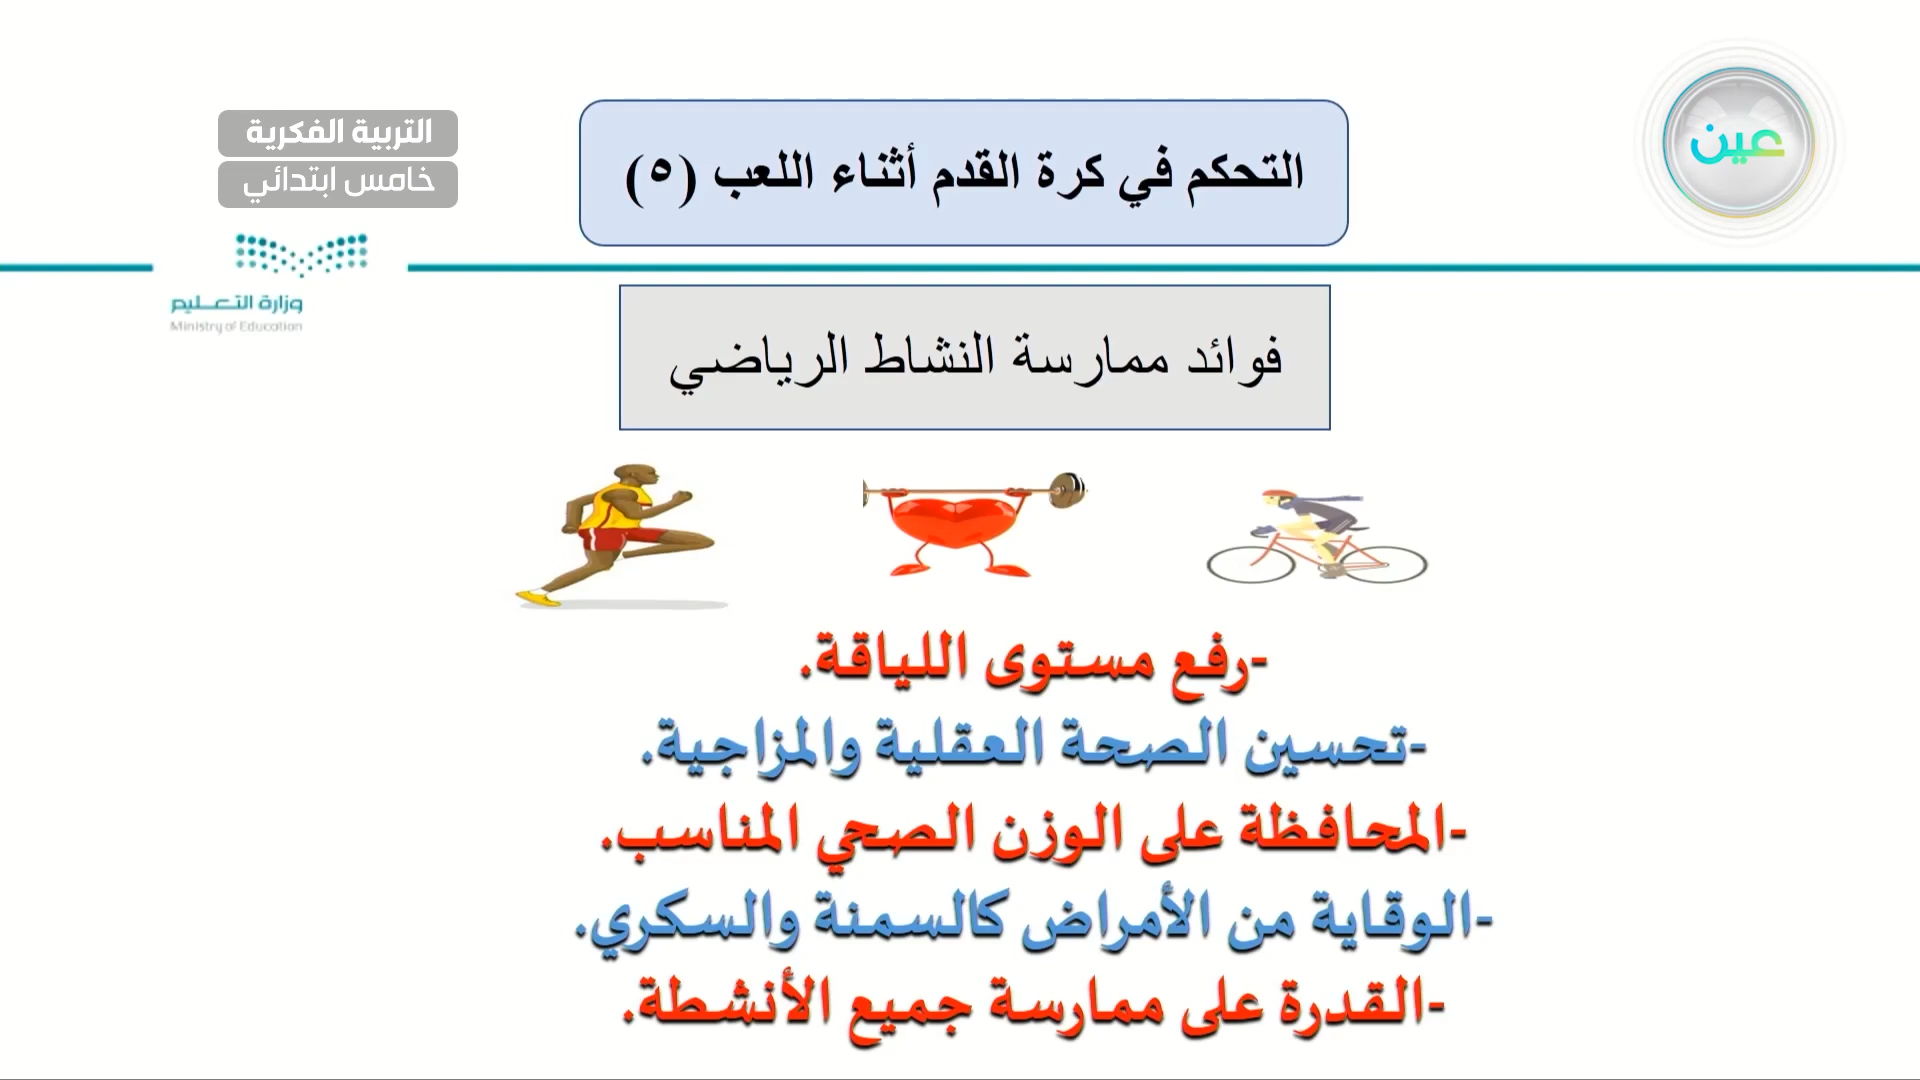 عين
التحكم في كرة القدم أثناء اللعب (٥)
التربية الفكرية
خامس ابتدائي
وزارة التعـــليم
Ministry of Education
فوائد ممارسة النشاط الرياضي
-رفع مستوى اللياقة.
-تحسين الصحة العقلية والمزاجية.
-المحافظة على الوزن الصحي المناسب.
-الوقاية من الأمراض كالسمنة والسكري.
-القدرة على ممارسة جميع الأنشطة.